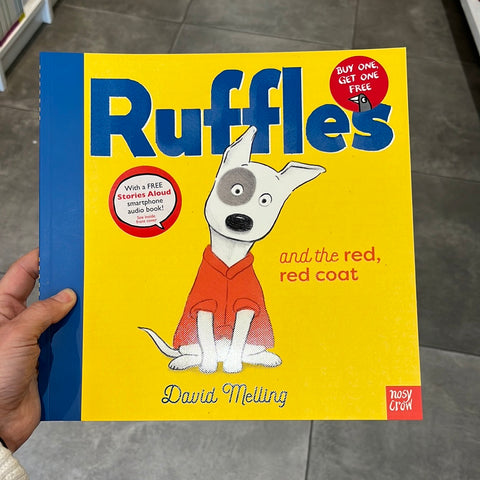 BUY ONE,
GET ONE
FREE
Ruffles
With a FREE
Stories Aloud
smartphone
audio book!
See inside
front cover
and the red,
red coat
David Melling
nosy
crow